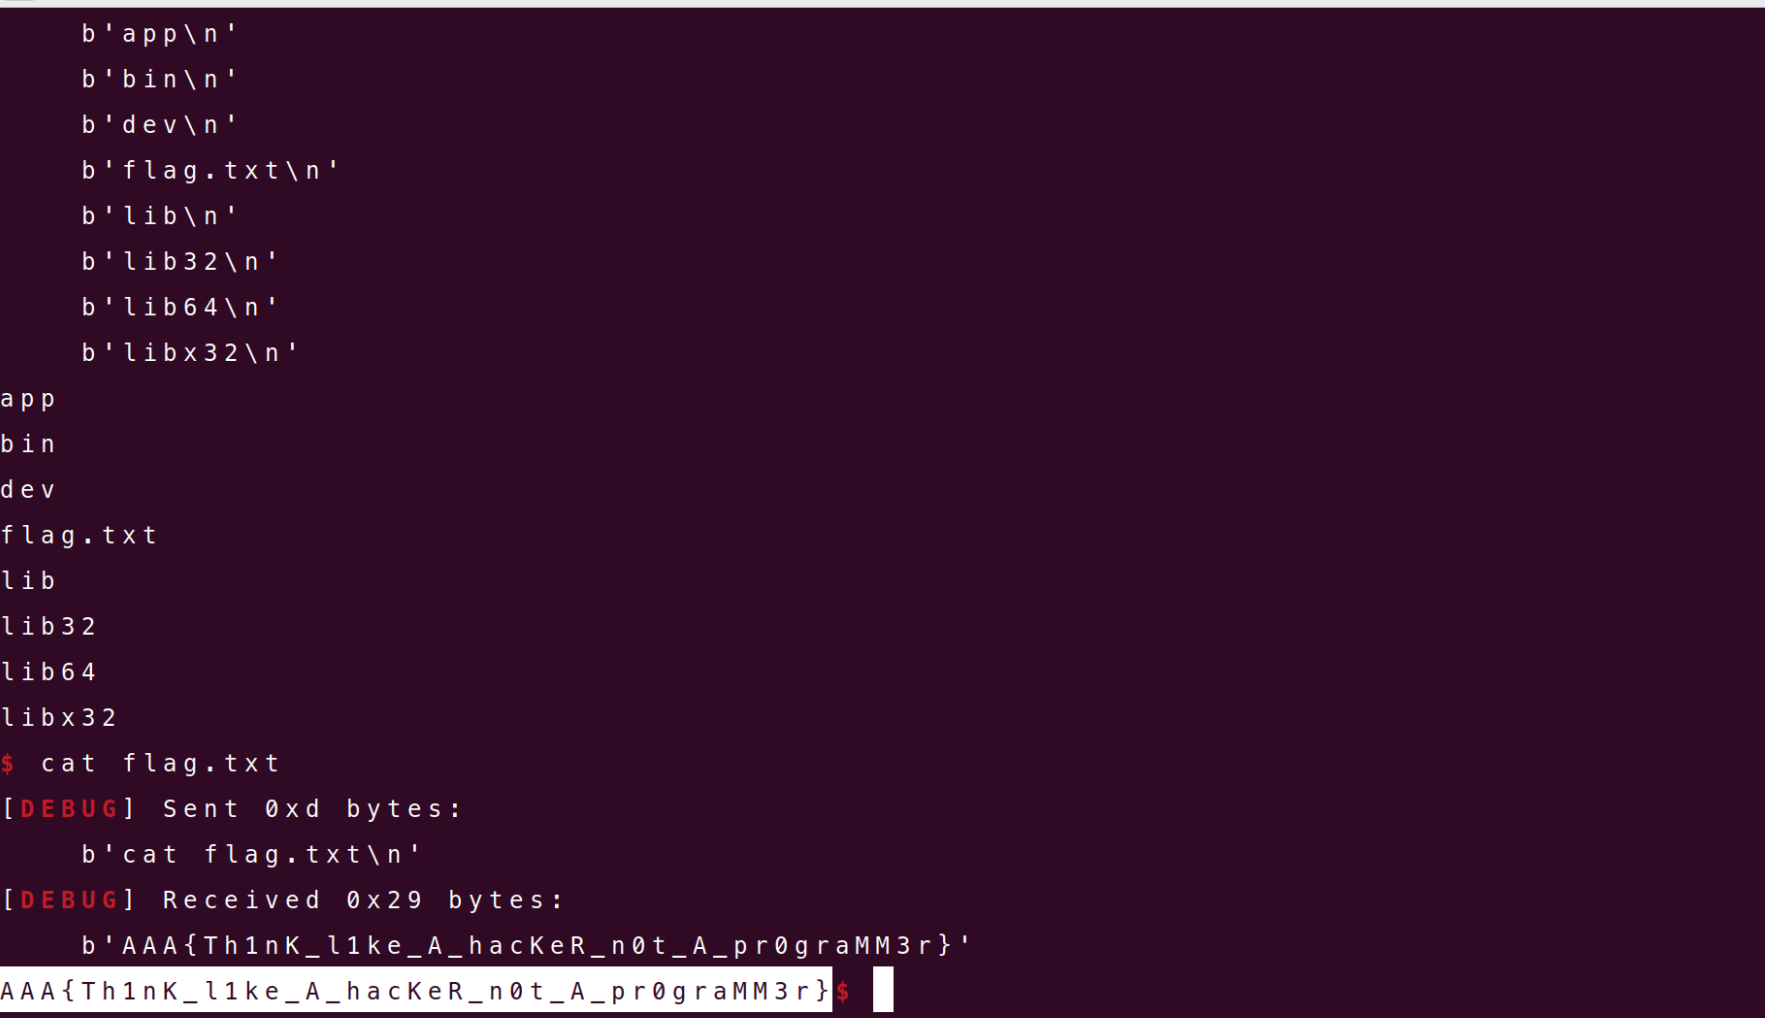 b'app\n'
b'bin\n'
b'dev\n'
b'flag.txt\n'
b'lib\n'
b'lib32\n'
b'lib64\n'
b'libx32\n'
app
bin
dev
flag.txt
lib
lib32
lib64
libx32
$ cat flag.txt
[DEBUG] Sent 0xd bytes:
b'cat flag.txt\n'
[DEBUG] Received 0x29 bytes:
b'AAA{Th1nK_l1ke_A_hacKeR_n0t_A_pr0graMM3r}'
AAA{Th1nK_l1ke_A_hacKeR_n0t_A_pr0graMM3r}$